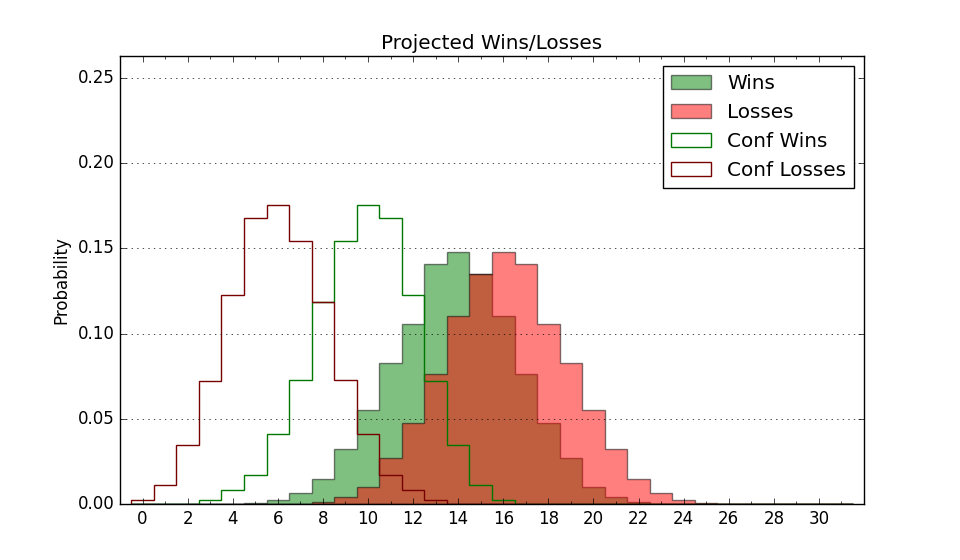 Projected Wins/Losses
Probability
0.25
0.20
0.15
0.10
0.05
0.00
0 2 4 6 8 10 12 14 16 18 20 22 24 26 28 30
Wins
Losses
Conf Wins
Conf Losses